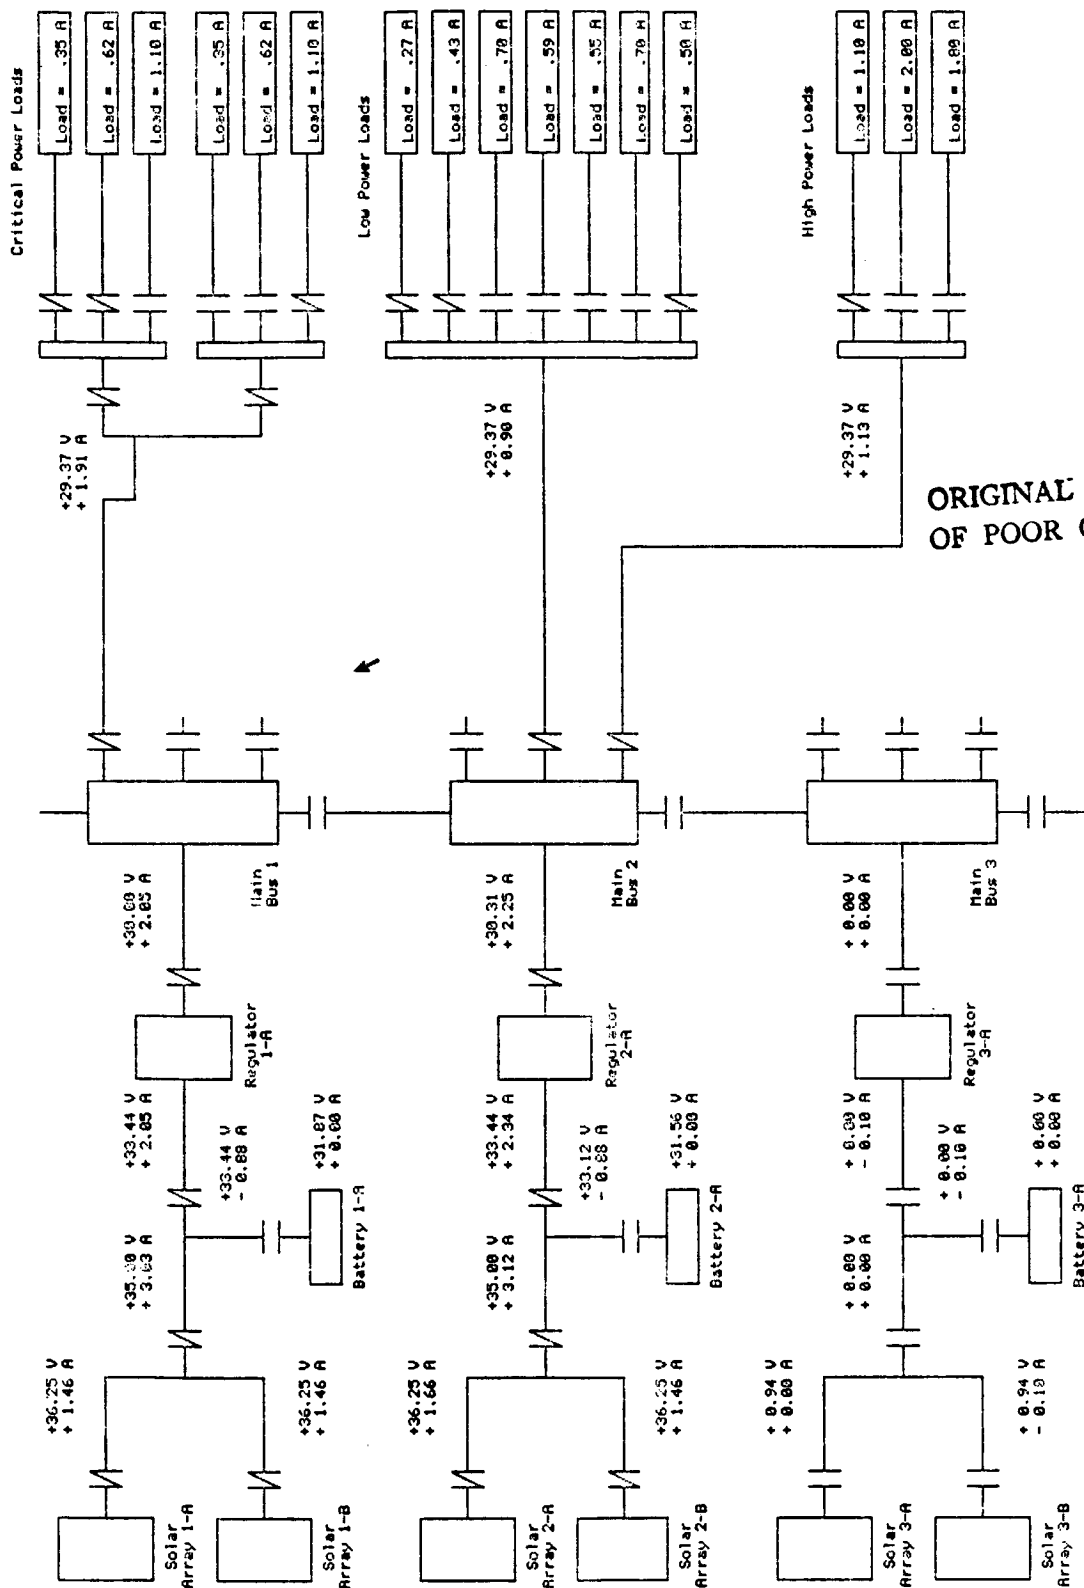 Critical Power Loads
Load = .35 A
Load = .62 A
Load = 1.10 A
Load = .35 A
Load = .62 A
Load = 1.10 A
+29.37 V
+ 1.91 A
+36.25 V
+ 1.46 A
+35.00 V
+ 3.03 A
+33.44 V
+ 2.05 A
+30.00 V
+ 2.05 A
Solar
Array 1-A
+33.44 V
- 0.88 A
Regulator
1-A
Main
Bus 1
+36.25 V
+ 1.46 A
+31.87 V
+ 0.00 A
Solar
Array 1-B
Battery 1-A
Low Power Loads
Load = .27 A
Load = .43 A
Load = .70 A
Load = .59 A
Load = .55 A
Load = .70 A
Load = .50 A
+36.25 V
+ 1.66 A
+35.00 V
+ 3.12 A
+33.44 V
+ 2.34 A
+30.31 V
+ 2.25 A
+29.37 V
+ 0.90 A
Solar
Array 2-A
+33.12 V
- 0.88 A
Regulator
2-A
Main
Bus 2
+36.25 V
+ 1.46 A
+31.56 V
+ 0.00 A
Solar
Array 2-B
Battery 2-A
High Power Loads
Load = 1.10 A
Load = 2.00 A
Load = 1.80 A
+ 0.94 V
+ 0.00 A
+ 0.00 V
+ 0.00 A
+ 0.00 V
- 0.10 A
+ 0.00 V
+ 0.00 A
+29.37 V
+ 1.13 A
Solar
Array 3-A
+ 0.00 V
- 0.10 A
Regulator
3-A
Main
Bus 3
+ 0.94 V
- 0.10 A
+ 0.00 V
+ 0.00 A
Solar
Array 3-B
Battery 3-A
ORIGINAL
OF POOR